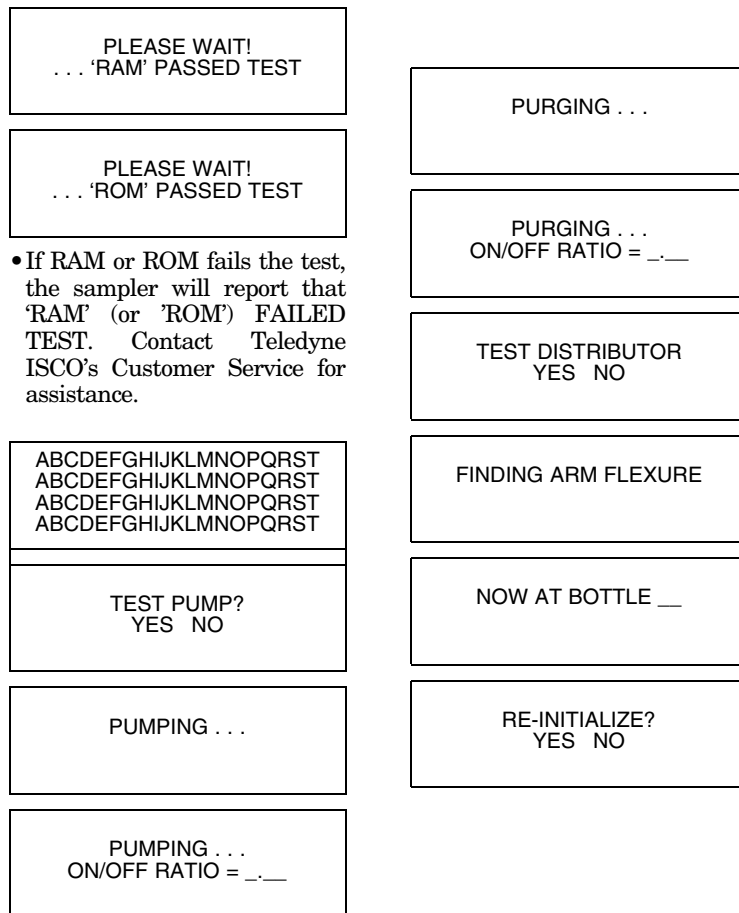 PLEASE WAIT!
. . . ‘RAM’ PASSED TEST
PLEASE WAIT!
. . . ‘ROM’ PASSED TEST
• If RAM or ROM fails the test,
the sampler will report that
‘RAM’ (or ’ROM’) FAILED
TEST. Contact Teledyne
ISCO’s Customer Service for
assistance.
ABCDEFGHIJKLMNOPQRST
ABCDEFGHIJKLMNOPQRST
ABCDEFGHIJKLMNOPQRST
ABCDEFGHIJKLMNOPQRST
TEST PUMP?
YES NO
PUMPING . . .
PUMPING . . .
ON/OFF RATIO = _.__
PURGING . . .
PURGING . . .
ON/OFF RATIO = _.__
TEST DISTRIBUTOR
YES NO
FINDING ARM FLEXURE
NOW AT BOTTLE __
RE-INITIALIZE?
YES NO